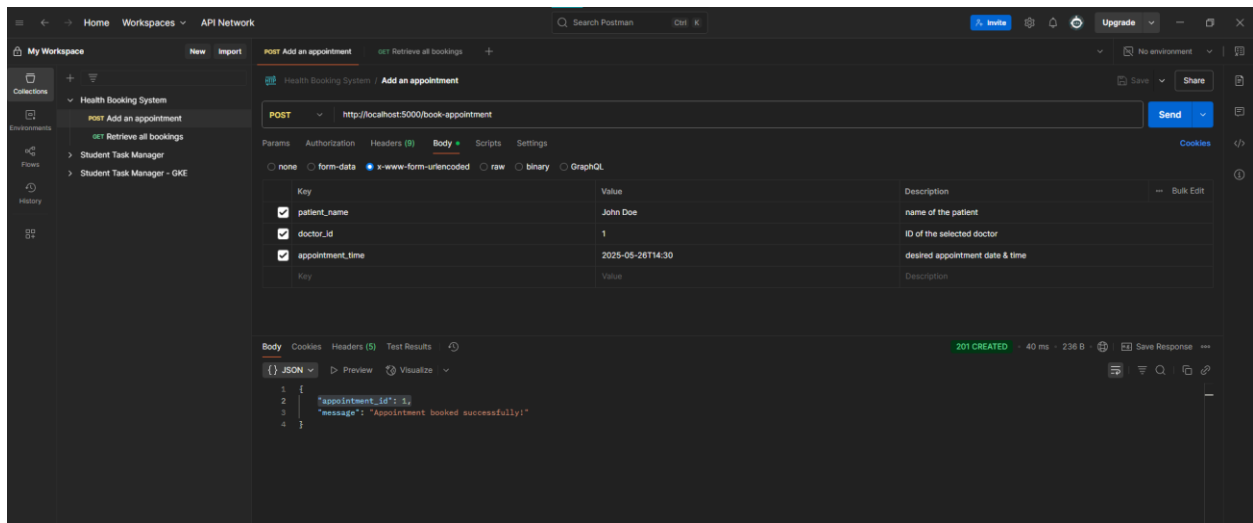 Home Workspaces API Network Search Postman Ctrl K Invite Upgrade
My Workspace New Import POST Add an appointment GET Retrieve all bookings No environment
Collections
Environments
Flows
History
Health Booking System
POST Add an appointment
GET Retrieve all bookings
Student Task Manager
Student Task Manager - GKE
Health Booking System / Add an appointment Save Share
POST http://localhost:5000/book-appointment Send
Params Authorization Headers (9) Body Scripts Settings Cookies
none form-data x-www-form-urlencoded raw binary GraphQL
Key Value Description Bulk Edit
patient_name John Doe name of the patient
doctor_id 1 ID of the selected doctor
appointment_time 2025-05-26T14:30 desired appointment date & time
Key Value Description
Body Cookies Headers (5) Test Results 201 CREATED 40 ms 236 B Save Response
{} JSON Preview Visualize
1 {
2 "appointment_id": 1,
3 "message": "Appointment booked successfully!"
4 }